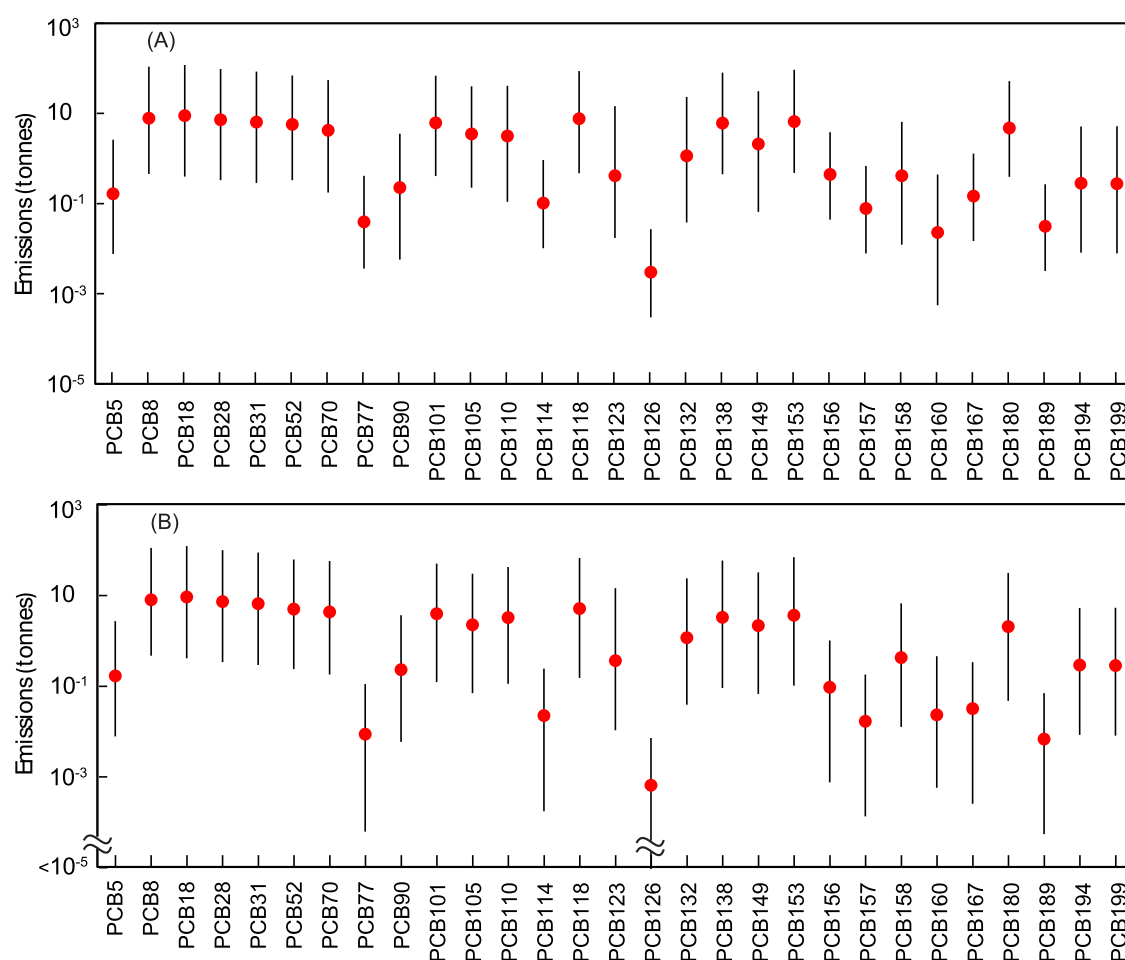 (A)
Emissions (tonnes)
10³
10
10⁻¹
10⁻³
10⁻⁵
PCB5
PCB8
PCB18
PCB28
PCB31
PCB52
PCB70
PCB77
PCB90
PCB101
PCB105
PCB110
PCB114
PCB118
PCB123
PCB126
PCB132
PCB138
PCB149
PCB153
PCB156
PCB157
PCB158
PCB160
PCB167
PCB180
PCB189
PCB194
PCB199
(B)
Emissions (tonnes)
10³
10
10⁻¹
10⁻³
<10⁻⁵
PCB5
PCB8
PCB18
PCB28
PCB31
PCB52
PCB70
PCB77
PCB90
PCB101
PCB105
PCB110
PCB114
PCB118
PCB123
PCB126
PCB132
PCB138
PCB149
PCB153
PCB156
PCB157
PCB158
PCB160
PCB167
PCB180
PCB189
PCB194
PCB199